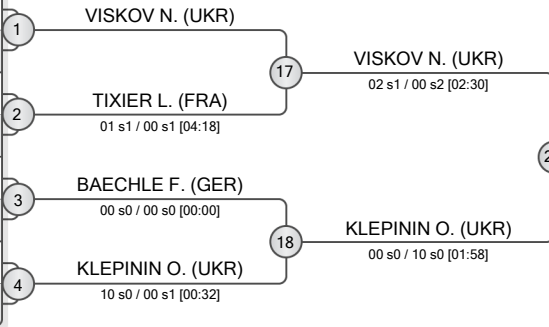 1
VISKOV N. (UKR)
17
VISKOV N. (UKR)
02 s1 / 00 s2 [02:30]
2
TIXIER L. (FRA)
01 s1 / 00 s1 [04:18]
3
BAECHLE F. (GER)
00 s0 / 00 s0 [00:00]
18
KLEPININ O. (UKR)
00 s0 / 10 s0 [01:58]
4
KLEPININ O. (UKR)
10 s0 / 00 s1 [00:32]